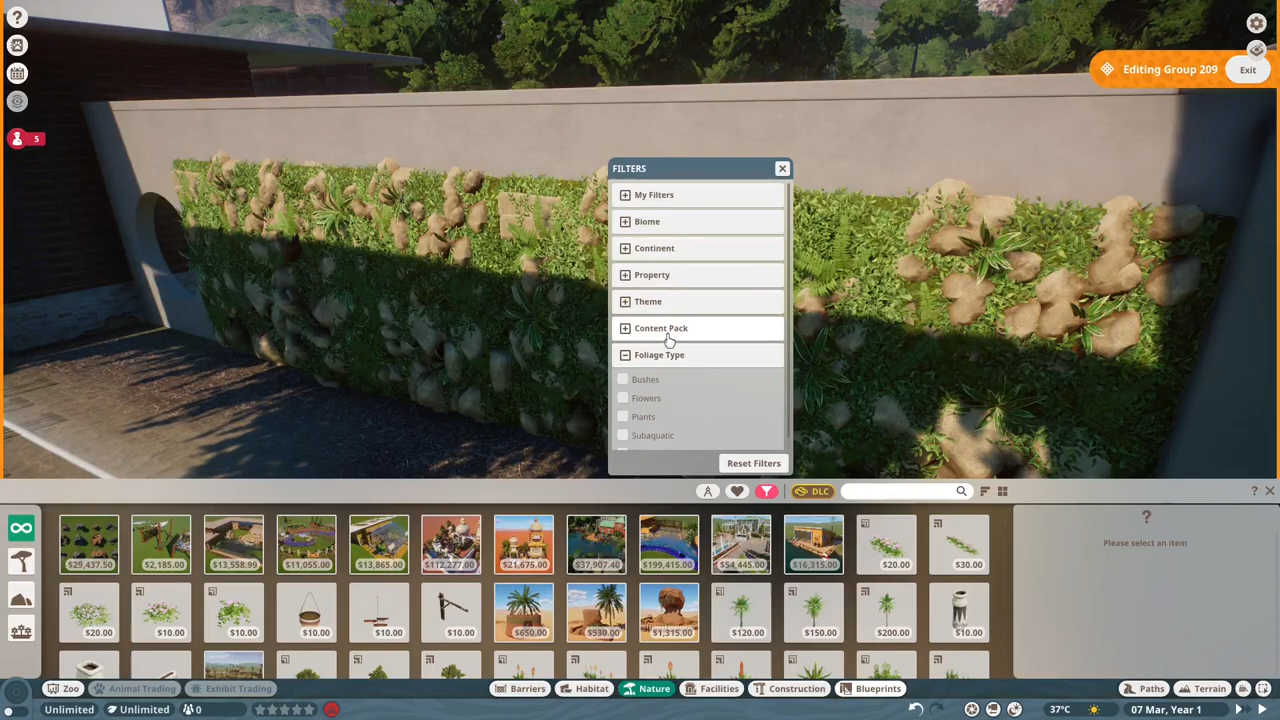 ?
Editing Group 209
Exit
5
FILTERS
My Filters
Biome
Continent
Property
Theme
Content Pack
Foliage Type
Bushes
Flowers
Plants
Subaquatic
Reset Filters
DLC
?
$29,437.50 $2,185.00 $13,558.99 $11,055.00 $13,865.00 $112,277.00 $21,675.00 $37,907.40 $199,415.00 $54,445.00 $16,315.00 $20.00 $30.00
?
Please select an item
$20.00 $10.00 $10.00 $10.00 $10.00 $10.00 $650.00 $530.00 $1,315.00 $120.00 $150.00 $200.00 $10.00
Zoo Animal Trading Exhibit Trading Barriers Habitat Nature Facilities Construction Blueprints Paths Terrain
Unlimited Unlimited 0 37°C 07 Mar, Year 1